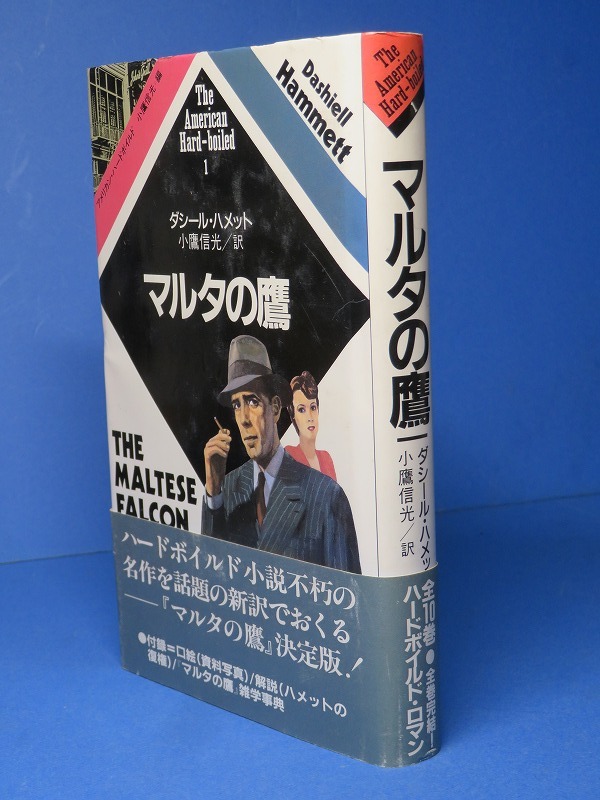 アメリカン・ハードボイルド 小鷹信光 編
The
American
Hard-boiled
1
Dashiell
Hammett
ダシール・ハメット
小鷹信光／訳
マルタの鷹
THE
MALTESE
FALCON
ハードボイルド小説不朽の
名作を話題の新訳でおくる
――『マルタの鷹』決定版！
●付録＝口絵(資料写真)/解説(ハメットの
復権)/『マルタの鷹』雑学事典
The
American
Hard-boiled
1
マルタの鷹
ダシール・ハメッ
小鷹信光／訳
全10巻●全巻完結！
ハードボイルド・ロマン